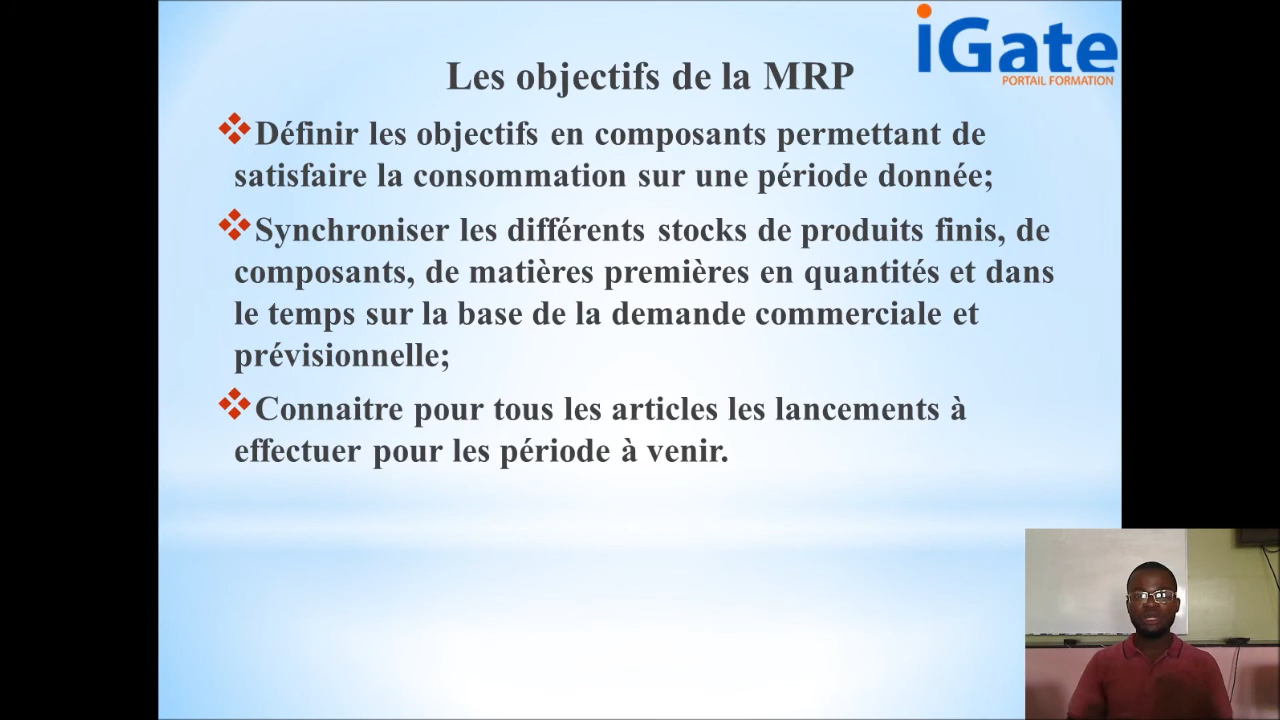 iGate
PORTAIL FORMATION
Les objectifs de la MRP
Définir les objectifs en composants permettant de
satisfaire la consommation sur une période donnée;
Synchroniser les différents stocks de produits finis, de
composants, de matières premières en quantités et dans
le temps sur la base de la demande commerciale et
prévisionnelle;
Connaitre pour tous les articles les lancements à
effectuer pour les période à venir.